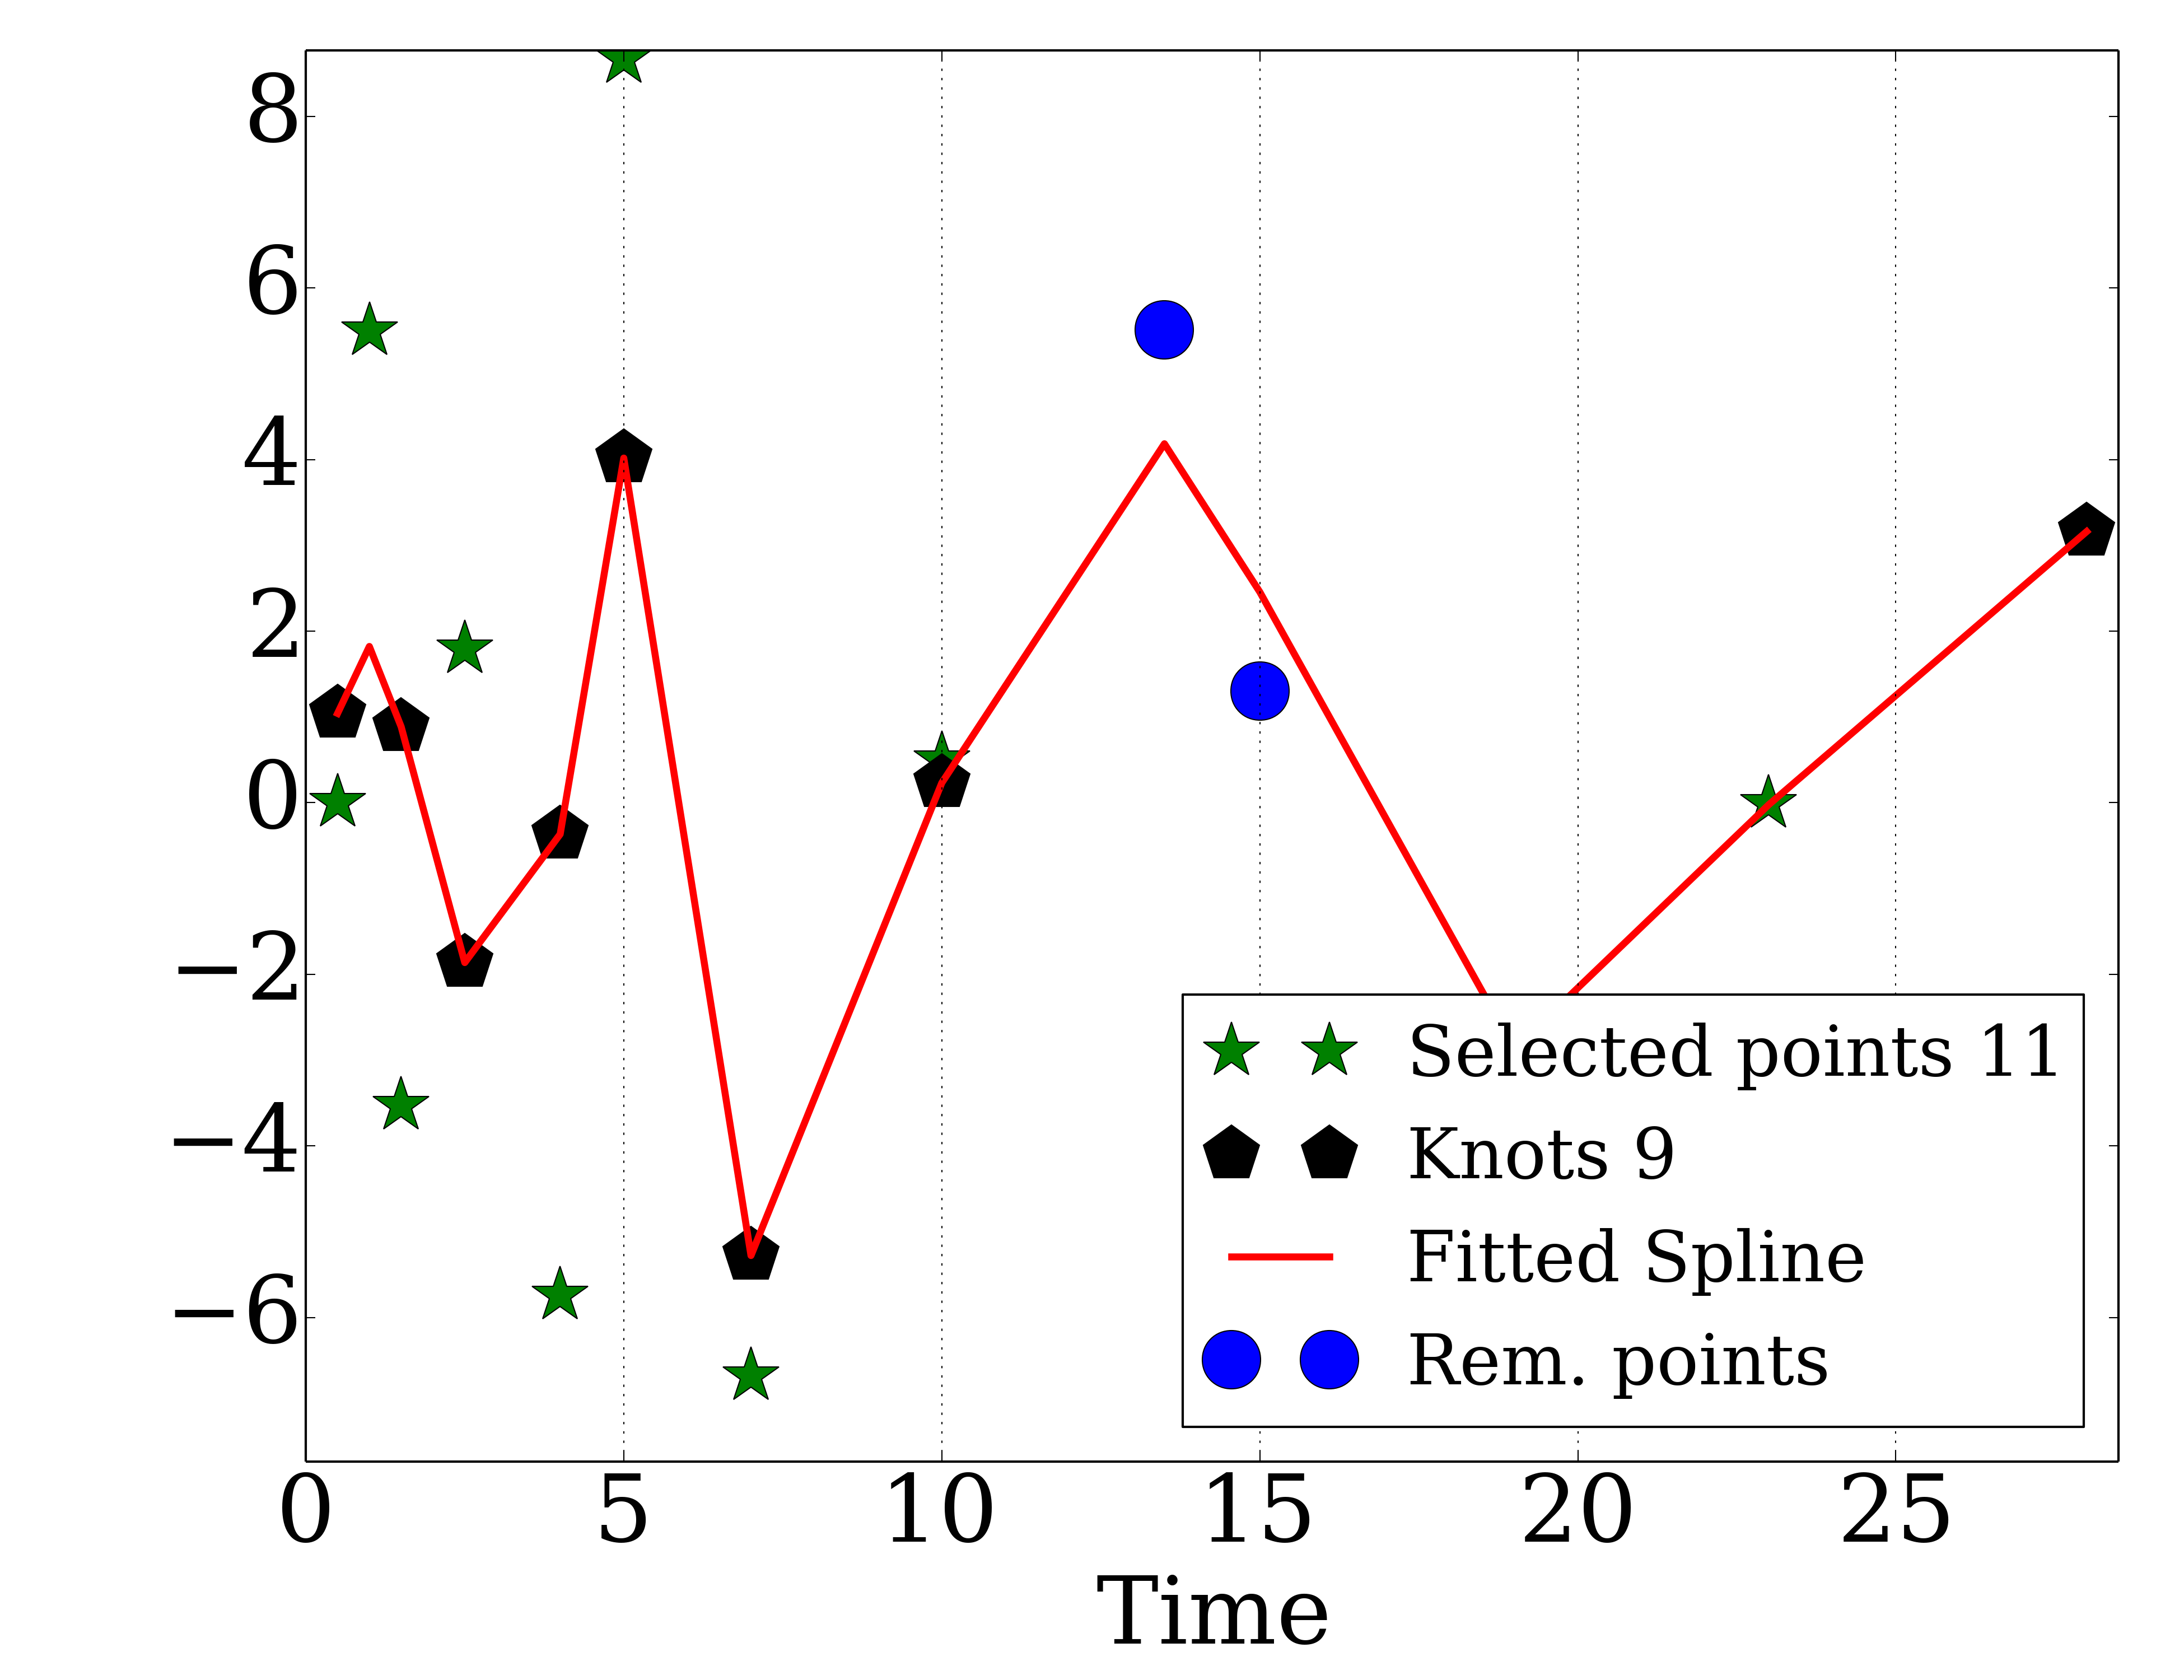 8
6
4
2
0
−2
−4
−6
Selected points 11
Knots 9
Fitted Spline
Rem. points
0 5 10 15 20 25
Time